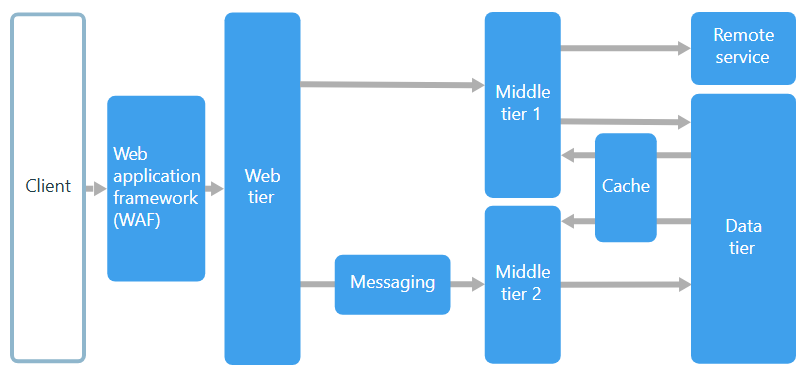 Client
Web
application
framework
(WAF)
Web
tier
Messaging
Middle
tier 1
Middle
tier 2
Cache
Remote
service
Data
tier